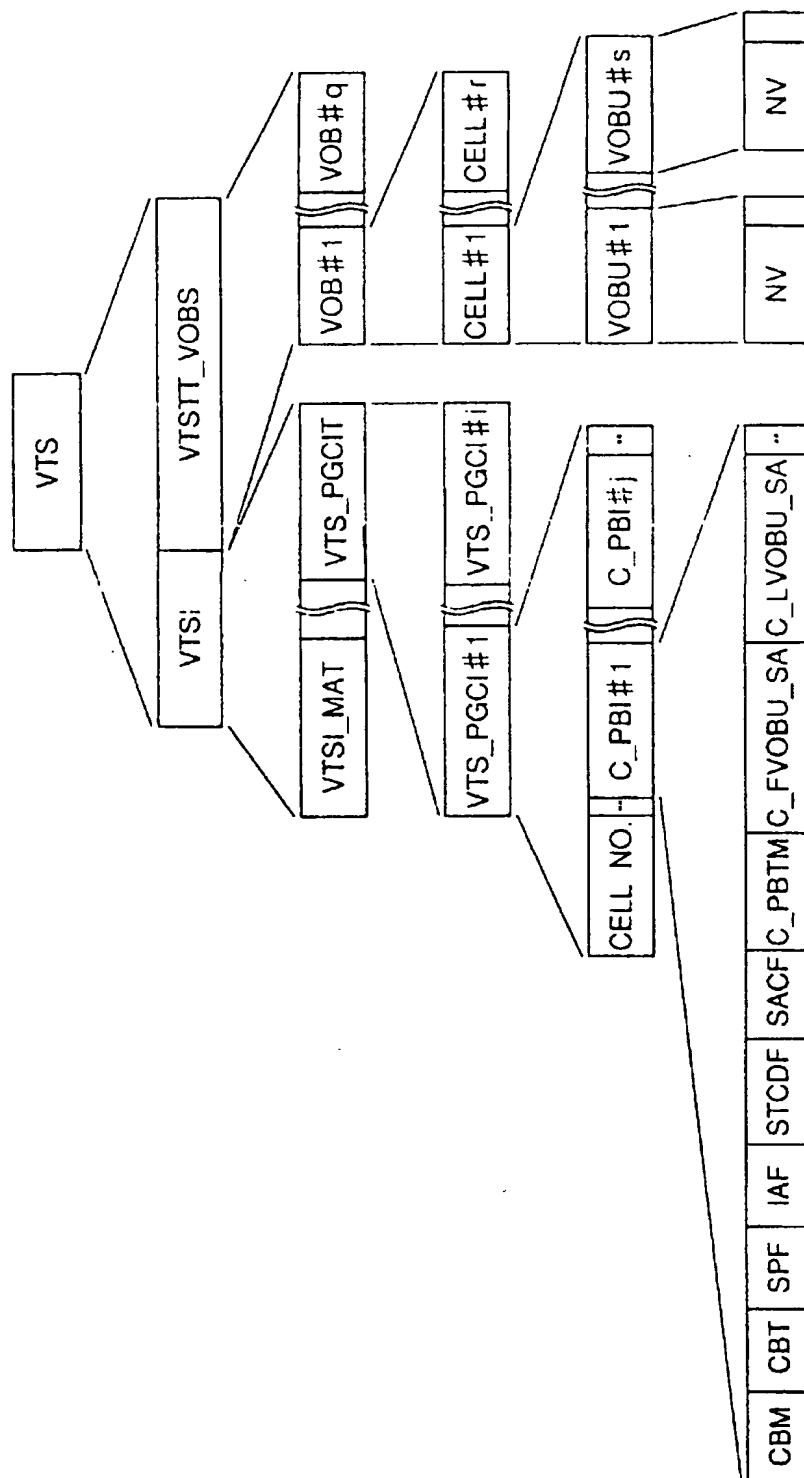 VTS
VTSI VTSTT_VOBS
VTSI_MAT VTS_PGCIT VOB#1 VOB#q
VTS_PGCI#1 VTS_PGCI#i CELL#1 CELL#r
CELL NO. -- C_PBI#1 C_PBI#j .. VOBU#1 VOBU#s
CBM CBT SPF IAF STCDF SACF C_PBTM C_FVOBU_SA C_LVOBU_SA .. NV NV